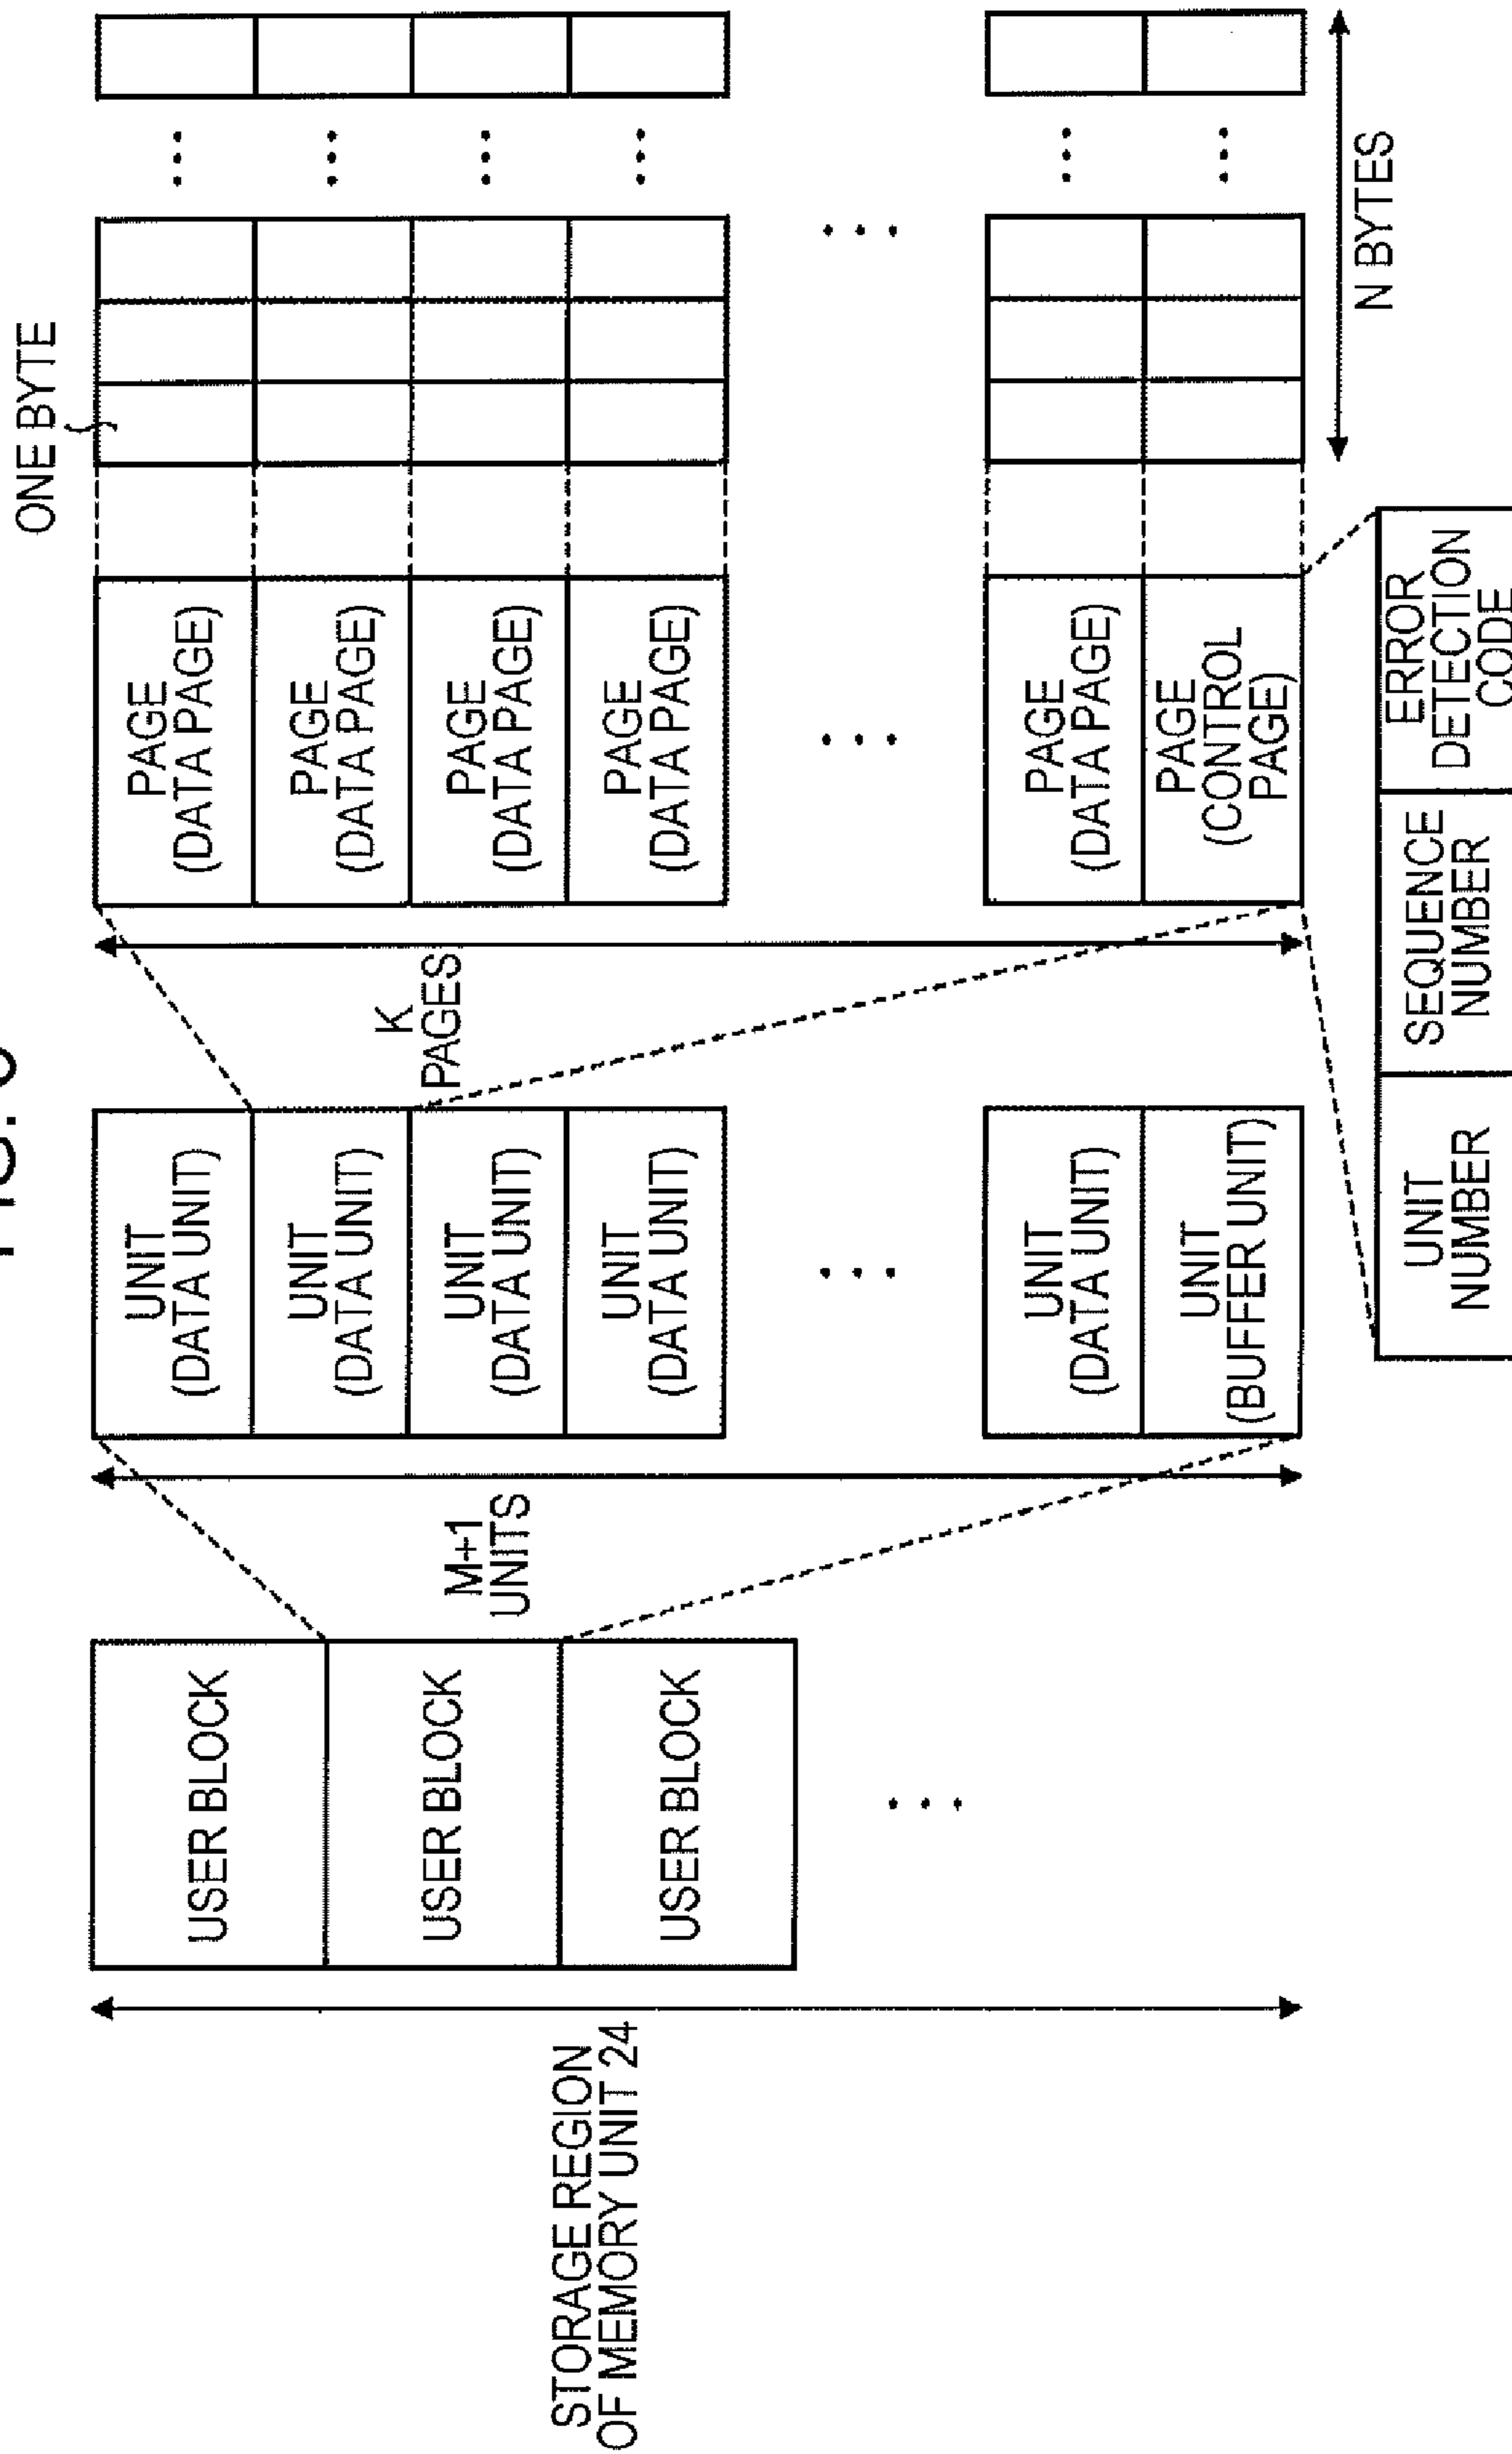 STORAGE REGION
OF MEMORY UNIT 24
USER BLOCK
USER BLOCK
USER BLOCK
M+1
UNITS
UNIT
(DATA UNIT)
UNIT
(DATA UNIT)
UNIT
(DATA UNIT)
UNIT
(DATA UNIT)
UNIT
(DATA UNIT)
UNIT
(BUFFER UNIT)
K
PAGES
PAGE
(DATA PAGE)
PAGE
(DATA PAGE)
PAGE
(DATA PAGE)
PAGE
(DATA PAGE)
PAGE
(DATA PAGE)
PAGE
(CONTROL
PAGE)
ONE BYTE
N BYTES
UNIT
NUMBER
SEQUENCE
NUMBER
ERROR
DETECTION
CODE